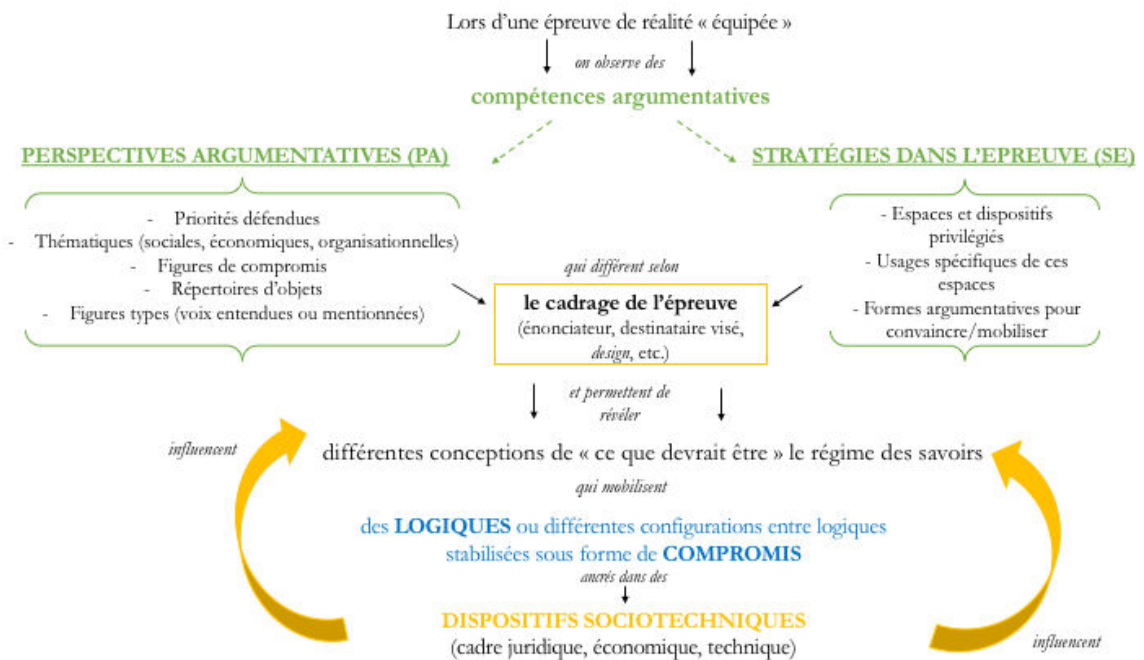 Lors d'une épreuve de réalité « équipée »
on observe des
compétences argumentatives
PERSPECTIVES ARGUMENTATIVES (PA)
- Priorités défendues
- Thématiques (sociales, économiques, organisationnelles)
- Figures de compromis
- Répertoires d'objets
- Figures types (voix entendues ou mentionnées)
STRATÉGIES DANS L'EPREUVE (SE)
- Espaces et dispositifs
privilégiés
- Usages spécifiques de ces
espaces
- Formes argumentatives pour
convaincre/mobiliser
qui différent selon
le cadrage de l'épreuve
(énonciateur, destinataire visé,
design, etc.)
et permettent de
révéler
influencent
différentes conceptions de « ce que devrait être » le régime des savoirs
qui mobilisent
des LOGIQUES ou différentes configurations entre logiques
stabilisées sous forme de COMPROMIS
ancrés dans des
DISPOSITIFS SOCIOTECHNIQUES
(cadre juridique, économique, technique)
influencent